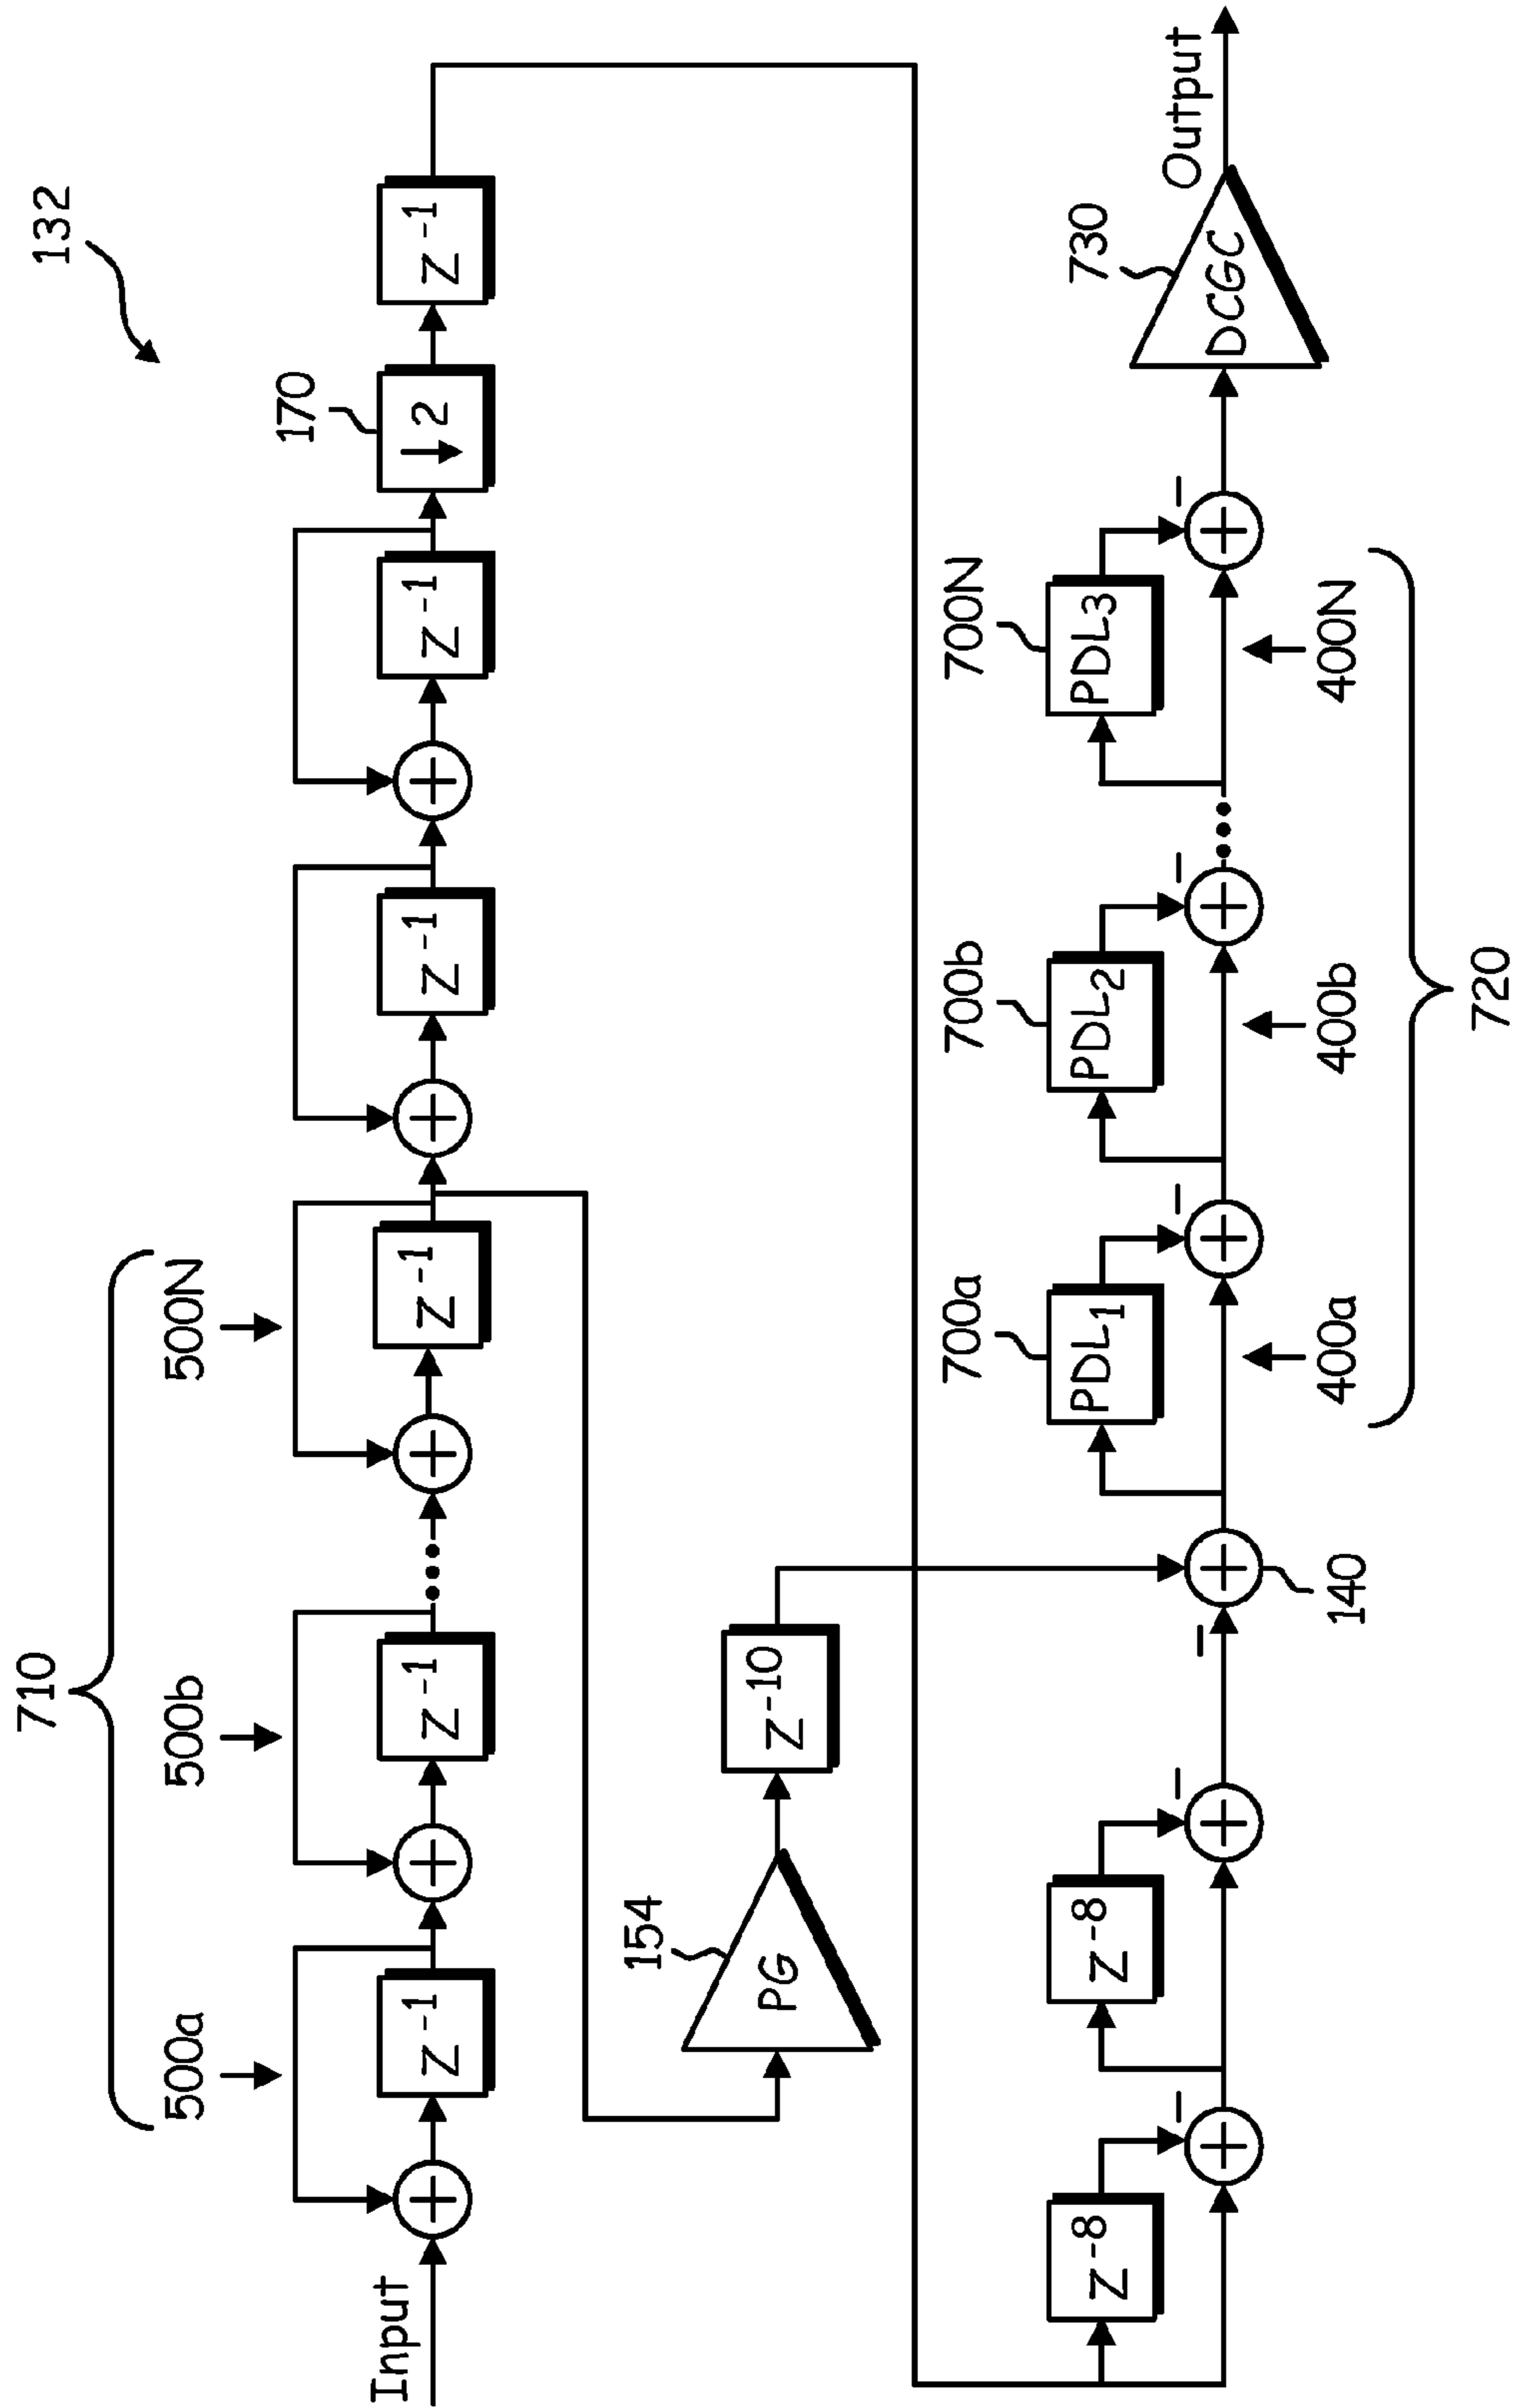 132
710
500a
500b
500N
170
Input
Z⁻¹
Z⁻¹
Z⁻¹
Z⁻¹
Z⁻¹
↓ 2
Z⁻¹
154
PG
Z⁻¹⁰
700a
700b
700N
730
Z⁻⁸
Z⁻⁸
PDL₁
PDL₂
PDL₃
DCGC
Output
140
400a
400b
400N
720